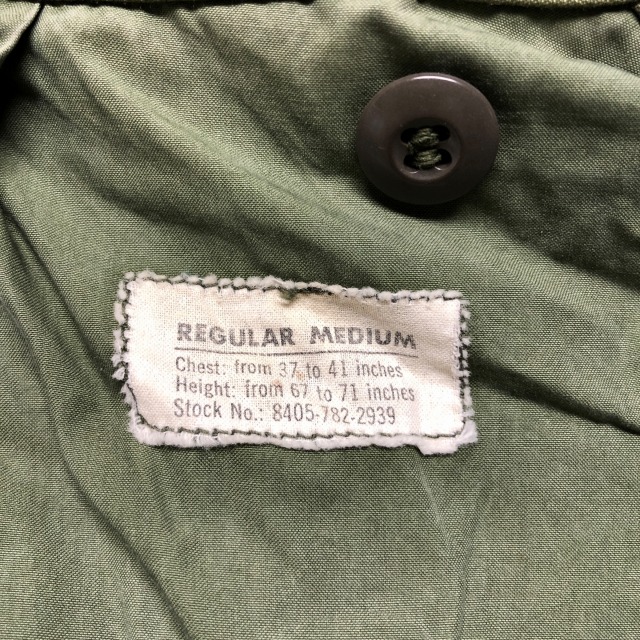 REGULAR MEDIUM
Chest: from 37 to 41 inches
Height: from 67 to 71 inches
Stock No.: 8405-782-2939